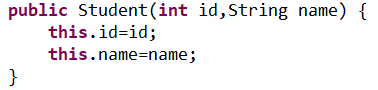 public Student(int id,String name) {
    this.id=id;
    this.name=name;
}